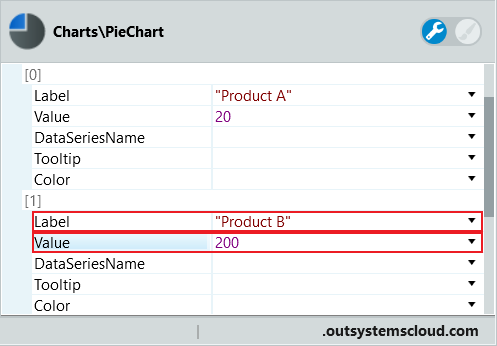 Charts\PieChart
[0]
Label "Product A"
Value 20
DataSeriesName
Tooltip
Color
[1]
Label "Product B"
Value 200
DataSeriesName
Tooltip
Color
.outsystemscloud.com